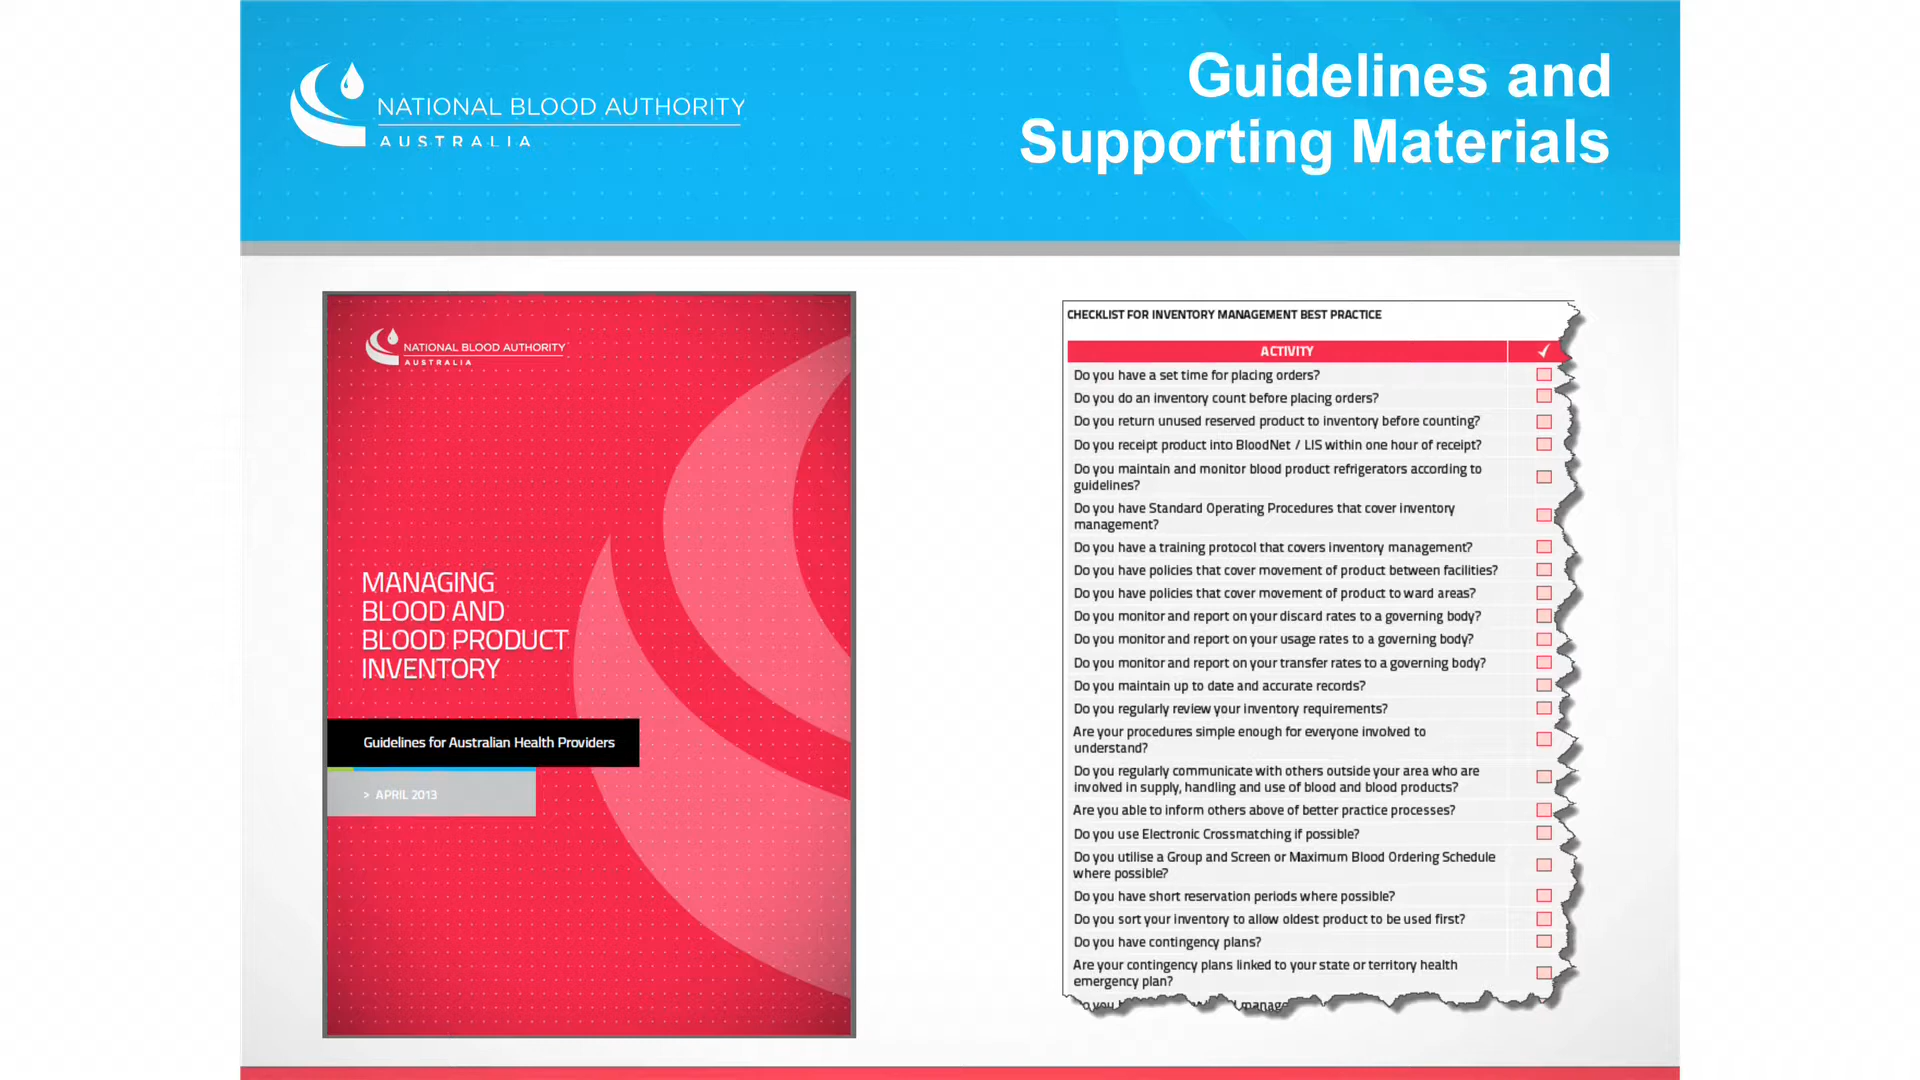 NATIONAL BLOOD AUTHORITY
AUSTRALIA
Guidelines and
Supporting Materials
NATIONAL BLOOD AUTHORITY
AUSTRALIA
MANAGING
BLOOD AND
BLOOD PRODUCT
INVENTORY
Guidelines for Australian Health Providers
> APRIL 2013
CHECKLIST FOR INVENTORY MANAGEMENT BEST PRACTICE
ACTIVITY ✓
Do you have a set time for placing orders?
Do you do an inventory count before placing orders?
Do you return unused reserved product to inventory before counting?
Do you receipt product into BloodNet / LIS within one hour of receipt?
Do you maintain and monitor blood product refrigerators according to
guidelines?
Do you have Standard Operating Procedures that cover inventory
management?
Do you have a training protocol that covers inventory management?
Do you have policies that cover movement of product between facilities?
Do you have policies that cover movement of product to ward areas?
Do you monitor and report on your discard rates to a governing body?
Do you monitor and report on your usage rates to a governing body?
Do you monitor and report on your transfer rates to a governing body?
Do you maintain up to date and accurate records?
Do you regularly review your inventory requirements?
Are your procedures simple enough for everyone involved to
understand?
Do you regularly communicate with others outside your area who are
involved in supply, handling and use of blood and blood products?
Are you able to inform others above of better practice processes?
Do you use Electronic Crossmatching if possible?
Do you utilise a Group and Screen or Maximum Blood Ordering Schedule
where possible?
Do you have short reservation periods where possible?
Do you sort your inventory to allow oldest product to be used first?
Do you have contingency plans?
Are your contingency plans linked to your state or territory health
emergency plan?